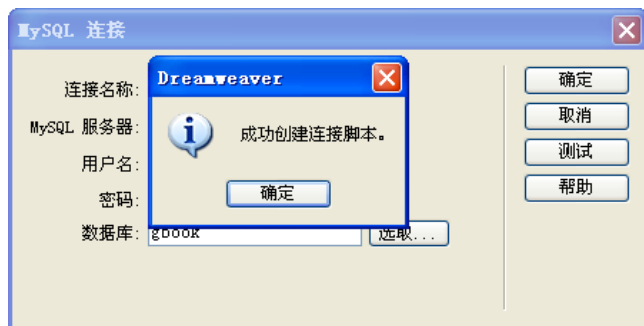 MySQL 连接
Dreamweaver
连接名称:
确定
MySQL 服务器:
成功创建连接脚本。
取消
用户名:
测试
密码:
确定
帮助
数据库: gbook 选取...